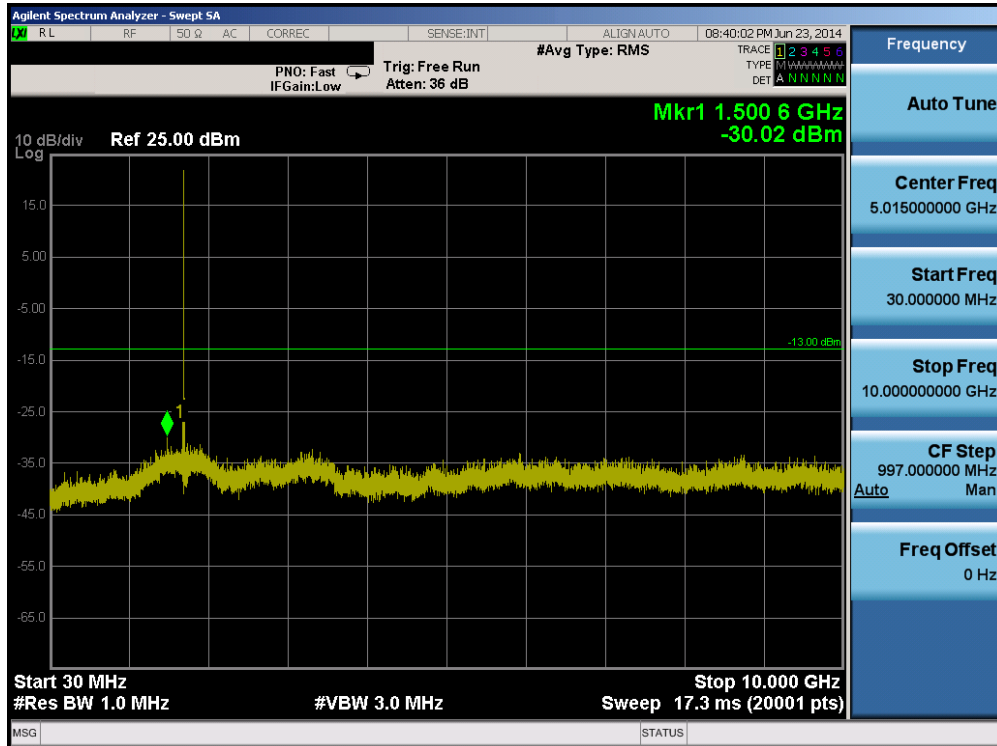 Agilent Spectrum Analyzer - Swept SA
LXI RL RF 50 Ω AC CORREC SENSE:INT ALIGN AUTO 08:40:02 PM Jun 23, 2014
#Avg Type: RMS
TRACE 1 2 3 4 5 6
PNO: Fast Trig: Free Run
TYPE M WWWWW
IFGain:Low Atten: 36 dB
DET A N N N N N
Mkr1 1.500 6 GHz
-30.02 dBm
10 dB/div Ref 25.00 dBm
Log
15.0
5.00
-5.00
-13.00 dBm
-15.0
-25.0
1
-35.0
-45.0
-55.0
-65.0
Start 30 MHz Stop 10.000 GHz
#Res BW 1.0 MHz #VBW 3.0 MHz Sweep 17.3 ms (20001 pts)
MSG STATUS
Frequency
Auto Tune
Center Freq
5.015000000 GHz
Start Freq
30.000000 MHz
Stop Freq
10.000000000 GHz
CF Step
997.000000 MHz
Auto Man
Freq Offset
0 Hz